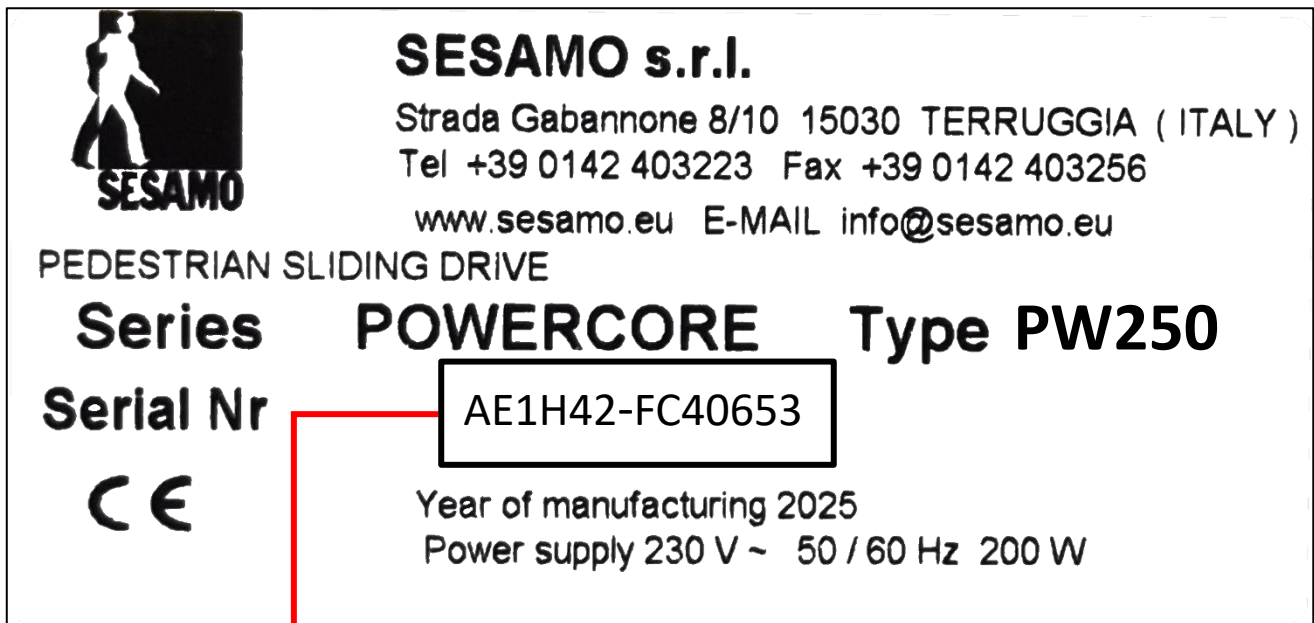 SESAMO
SESAMO s.r.l.
Strada Gabannone 8/10 15030 TERRUGGIA ( ITALY )
Tel +39 0142 403223 Fax +39 0142 403256
www.sesamo.eu E-MAIL info@sesamo.eu
PEDESTRIAN SLIDING DRIVE
Series POWERCORE Type PW250
Serial Nr AE1H42-FC40653
CE
Year of manufacturing 2025
Power supply 230 V ~ 50 / 60 Hz 200 W